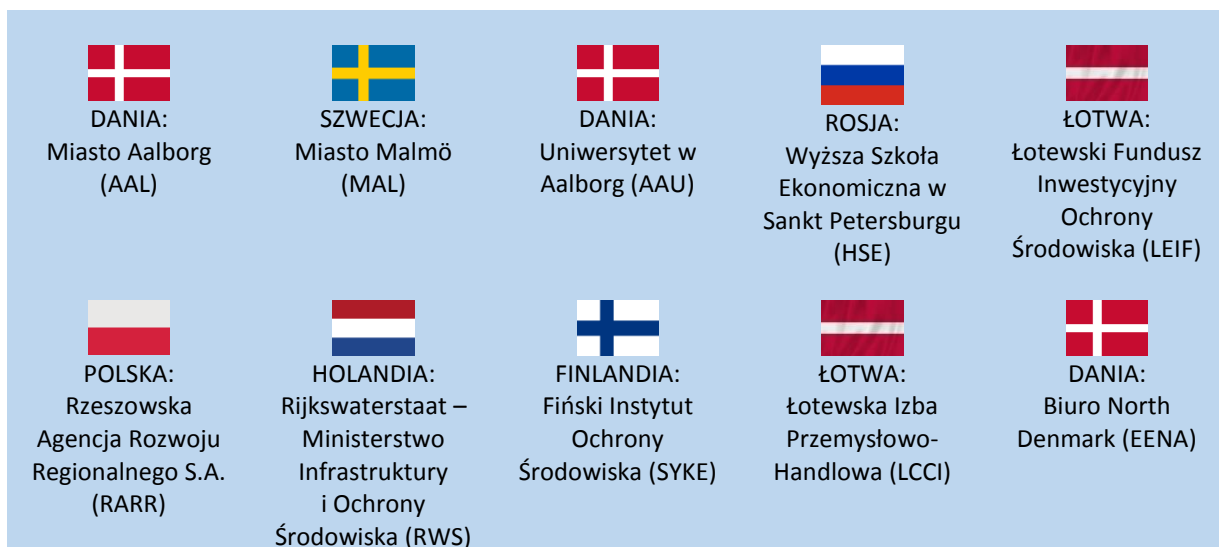 DANIA:
Miasto Aalborg
(AAL)
SZWECJA:
Miasto Malmö
(MAL)
DANIA:
Uniwersytet w
Aalborg (AAU)
ROSJA:
Wyższa Szkoła
Ekonomiczna w
Sankt Petersburgu
(HSE)
ŁOTWA:
Łotewski Fundusz
Inwestycyjny
Ochrony
Środowiska (LEIF)
POLSKA:
Rzeszowska
Agencja Rozwoju
Regionalnego S.A.
(RARR)
HOLANDIA:
Rijkswaterstaat –
Ministerstwo
Infrastruktury
i Ochrony
Środowiska (RWS)
FINLANDIA:
Fiński Instytut
Ochrony
Środowiska (SYKE)
ŁOTWA:
Łotewska Izba
Przemysłowo-
Handlowa (LCCI)
DANIA:
Biuro North
Denmark (EENA)